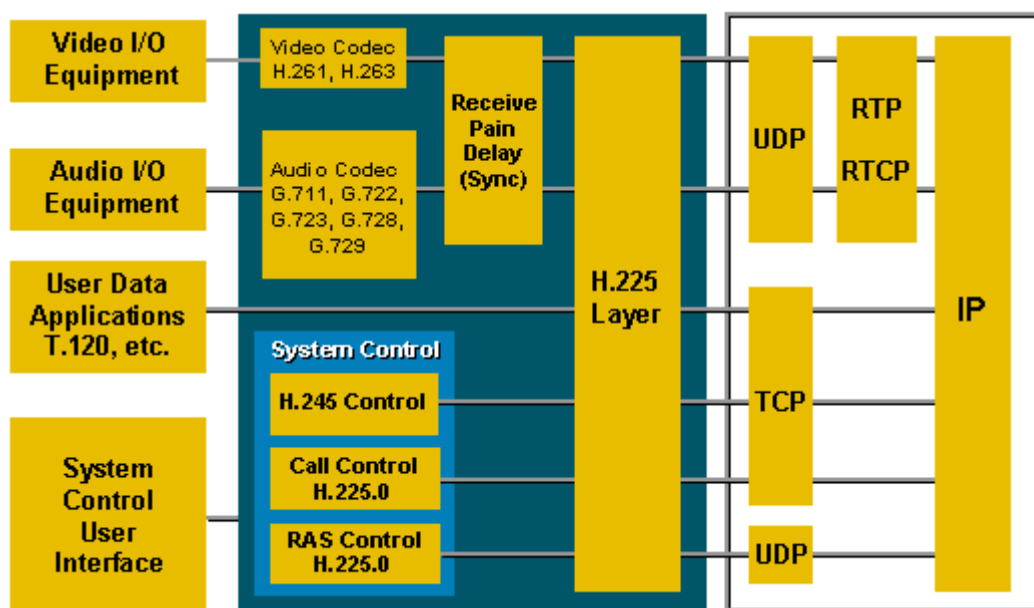 Video I/O
Equipment
Audio I/O
Equipment
User Data
Applications
T.120, etc.
System
Control
User
Interface
Video Codec
H.261, H.263
Audio Codec
G.711, G.722,
G.723, G.728,
G.729
Receive
Pain
Delay
(Sync)
System Control
H.245 Control
Call Control
H.225.0
RAS Control
H.225.0
H.225
Layer
UDP
RTP
RTCP
TCP
UDP
IP